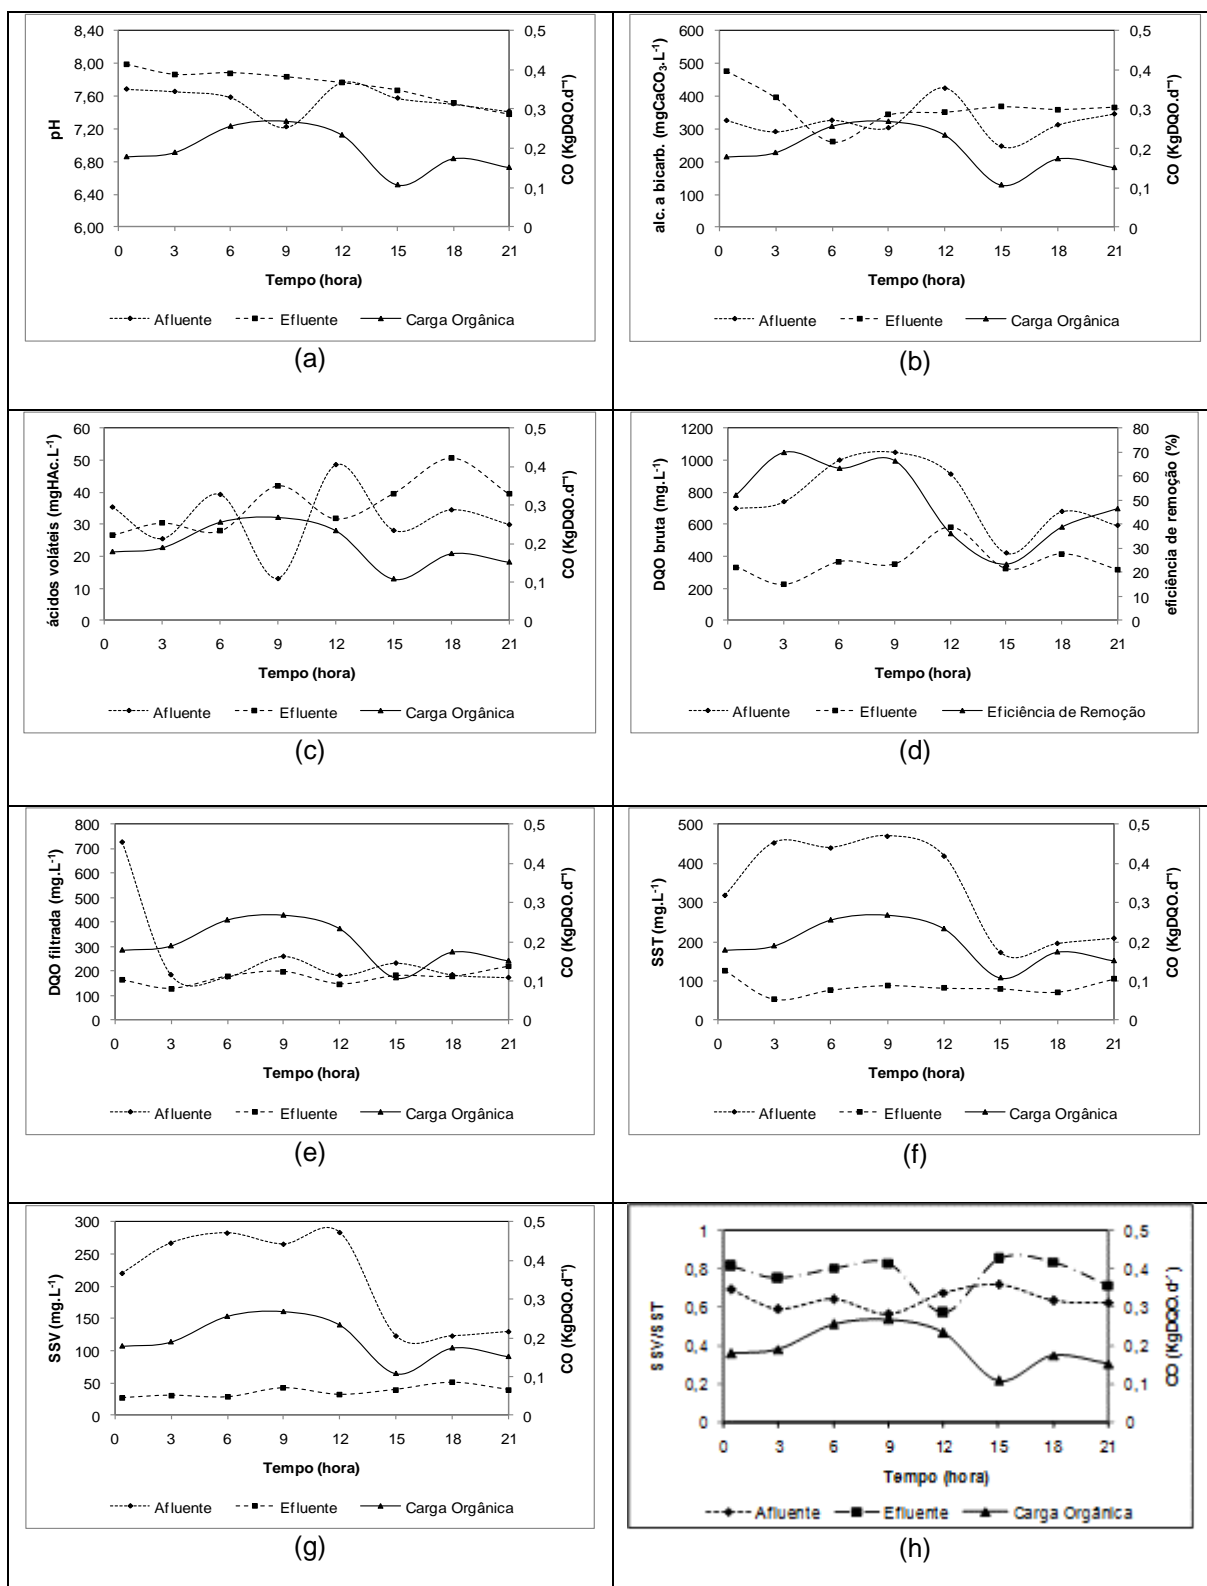 8,40
8,00
7,60
7,20
6,80
6,40
6,00
pH
0,5
0,4
0,3
0,2
0,1
0
CO (KgDQO.d⁻¹)
0 3 6 9 12 15 18 21
Tempo (hora)
Afluente Efluente Carga Orgânica
(a)
600
500
400
300
200
100
0
alc. a bicarb. (mgCaCO₃.L⁻¹)
0,5
0,4
0,3
0,2
0,1
0
CO (KgDQO.d⁻¹)
0 3 6 9 12 15 18 21
Tempo (hora)
Afluente Efluente Carga Orgânica
(b)
60
50
40
30
20
10
0
ácidos voláteis (mgHAc.L⁻¹)
0,5
0,4
0,3
0,2
0,1
0
CO (KgDQO.d⁻¹)
0 3 6 9 12 15 18 21
Tempo (hora)
Afluente Efluente Carga Orgânica
(c)
1200
1000
800
600
400
200
0
DQO bruta (mg.L⁻¹)
80
70
60
50
40
30
20
10
0
eficiência de remoção (%)
0 3 6 9 12 15 18 21
Tempo (hora)
Afluente Efluente Eficiência de Remoção
(d)
800
700
600
500
400
300
200
100
0
DQO filtrada (mg.L⁻¹)
0,5
0,4
0,3
0,2
0,1
0
CO (KgDQO.d⁻¹)
0 3 6 9 12 15 18 21
Tempo (hora)
Afluente Efluente Carga Orgânica
(e)
500
400
300
200
100
0
SST (mg.L⁻¹)
0,5
0,4
0,3
0,2
0,1
0
CO (KgDQO.d⁻¹)
0 3 6 9 12 15 18 21
Tempo (hora)
Afluente Efluente Carga Orgânica
(f)
300
250
200
150
100
50
0
SSV (mg.L⁻¹)
0,5
0,4
0,3
0,2
0,1
0
CO (KgDQO.d⁻¹)
0 3 6 9 12 15 18 21
Tempo (hora)
Afluente Efluente Carga Orgânica
(g)
1
0,8
0,6
0,4
0,2
0
SSV/SST
0,5
0,4
0,3
0,2
0,1
0
CO (KgDQO.d⁻¹)
0 3 6 9 12 15 18 21
Tempo (hora)
Afluente Efluente Carga Orgânica
(h)